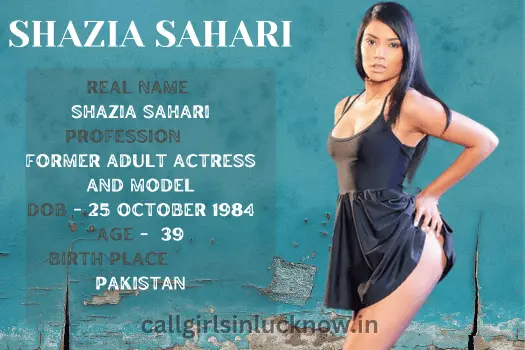 SHAZIA SAHARI
REAL NAME
SHAZIA SAHARI
PROFESSION
FORMER ADULT ACTRESS
AND MODEL
DOB - 25 OCTOBER 1984
AGE - 39
BIRTH PLACE
PAKISTAN
callgirlsinlucknow.in